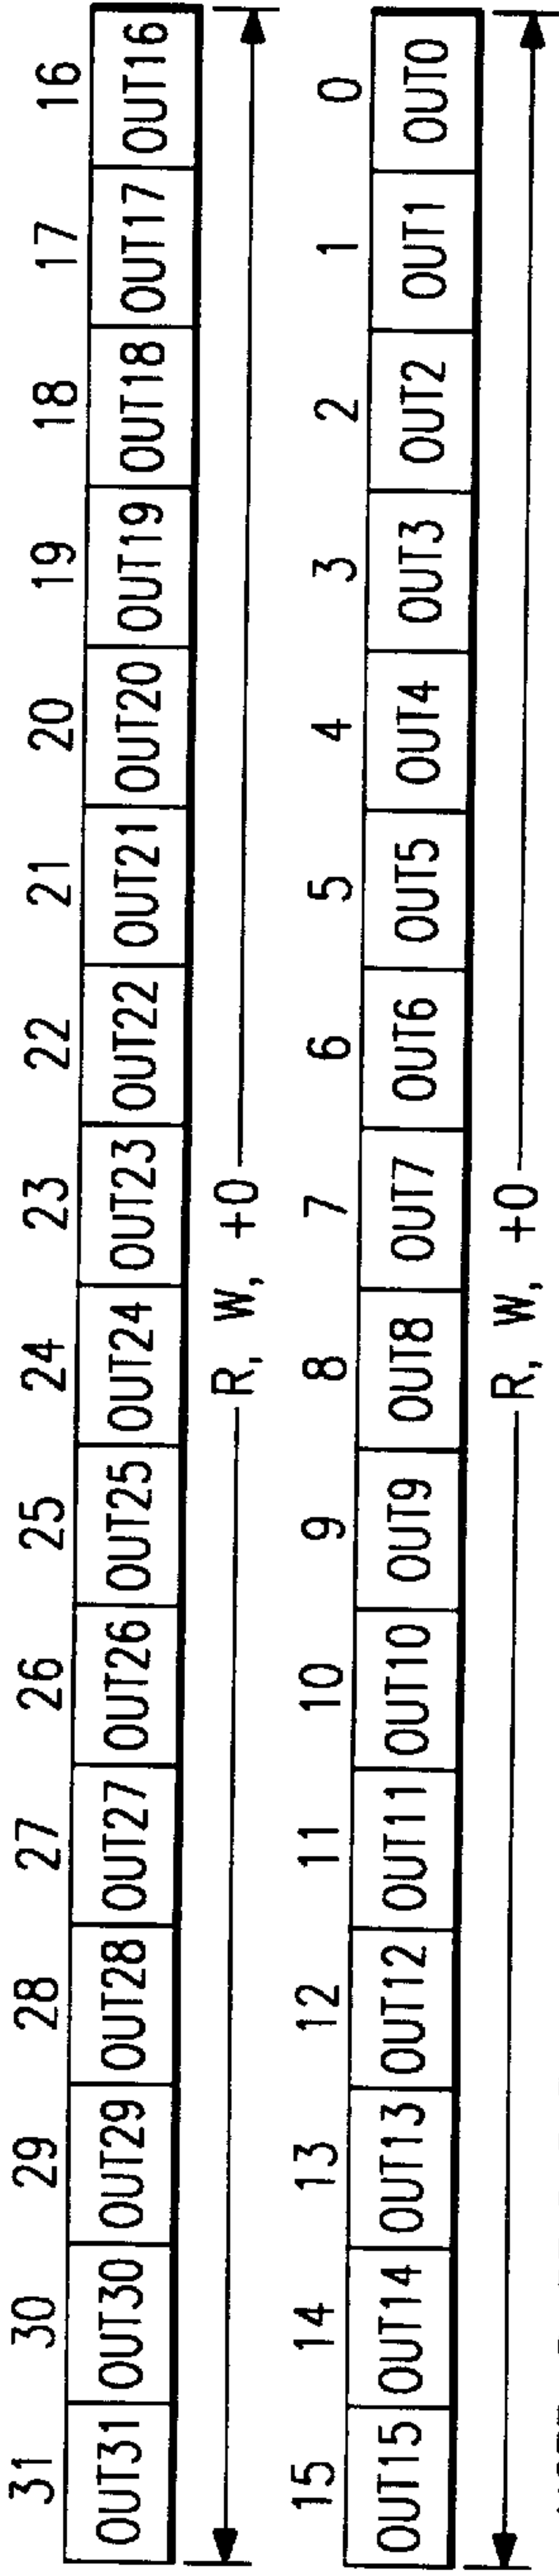 31 30 29 28 27 26 25 24 23 22 21 20 19 18 17 16
OUT31 OUT30 OUT29 OUT28 OUT27 OUT26 OUT25 OUT24 OUT23 OUT22 OUT21 OUT20 OUT19 OUT18 OUT17 OUT16
R, W, +0
15 14 13 12 11 10 9 8 7 6 5 4 3 2 1 0
OUT15 OUT14 OUT13 OUT12 OUT11 OUT10 OUT9 OUT8 OUT7 OUT6 OUT5 OUT4 OUT3 OUT2 OUT1 OUT0
R, W, +0